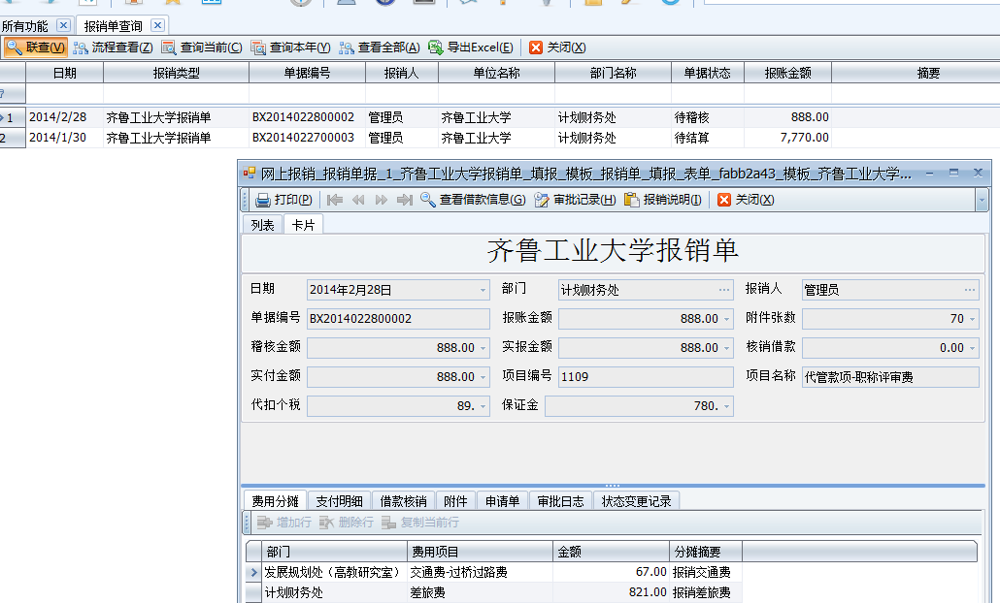 所有功能 报销单查询
联查(V) 流程查看(Z) 查询当前(C) 查询本年(Y) 查看全部(A) 导出Excel(E) 关闭(X)
日期 报销类型 单据编号 报销人 单位名称 部门名称 单据状态 报账金额 摘要
1 2014/2/28 齐鲁工业大学报销单 BX2014022800002 管理员 齐鲁工业大学 计划财务处 待稽核 888.00
2 2014/1/30 齐鲁工业大学报销单 BX2014022700003 管理员 齐鲁工业大学 计划财务处 待结算 7,770.00
网上报销_报销单据_1_齐鲁工业大学报销单_填报_模板_报销单_填报_表单_fabb2a43_模板_齐鲁工业大学...
打印(P) 查看借款信息(G) 审批记录(H) 报销说明(I) 关闭(X)
列表 卡片
齐鲁工业大学报销单
日期 2014年2月28日 部门 计划财务处 报销人 管理员
单据编号 BX2014022800002 报账金额 888.00 附件张数 70
稽核金额 888.00 实报金额 888.00 核销借款 0.00
实付金额 888.00 项目编号 1109 项目名称 代管款项-职称评审费
代扣个税 89. 保证金 780.
费用分摊 支付明细 借款核销 附件 申请单 审批日志 状态变更记录
增加行 删除行 复制当前行
部门 费用项目 金额 分摊摘要
发展规划处（高教研究室） 交通费-过桥过路费 67.00 报销交通费
计划财务处 差旅费 821.00 报销差旅费